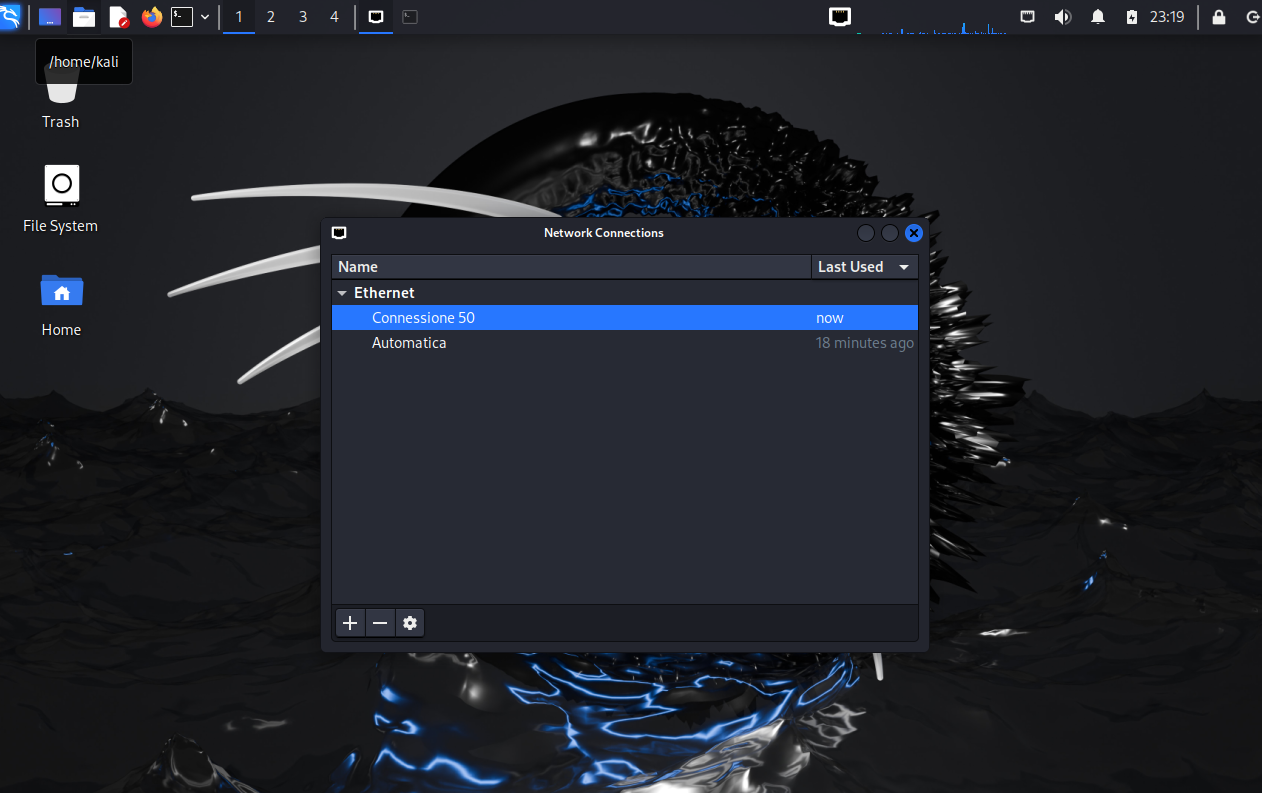 1 2 3 4 23:19
/home/kali
Trash
File System
Home
Network Connections
Name Last Used
Ethernet
Connessione 50 now
Automatica 18 minutes ago